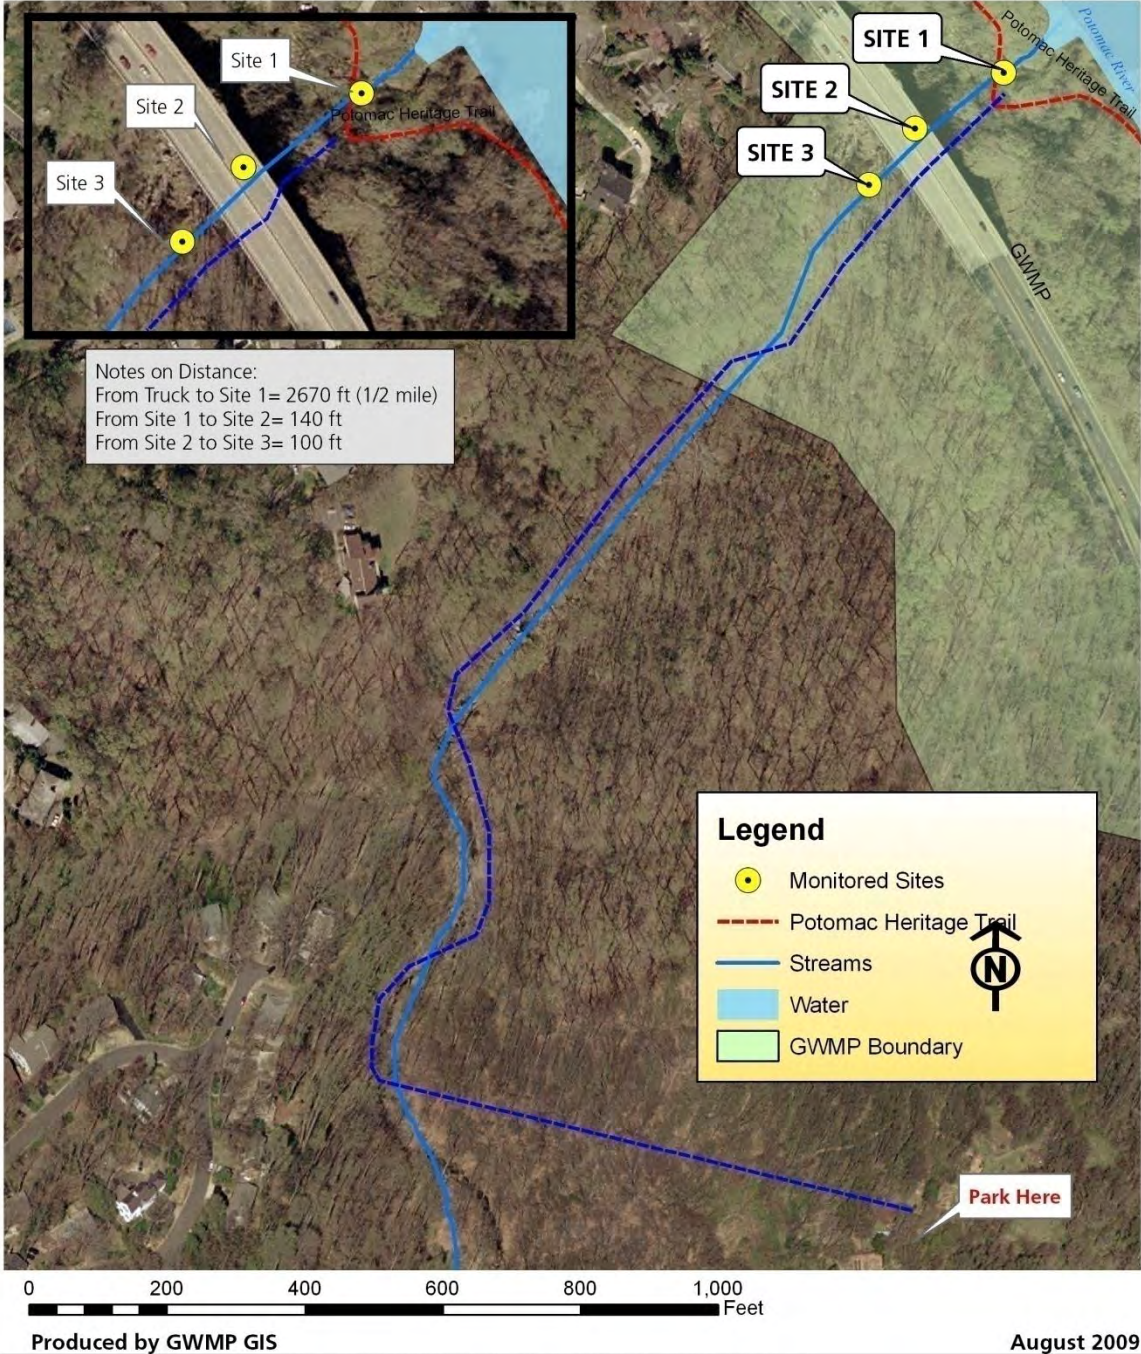 Site 1
Site 2
Site 3
Potomac Heritage Trail
SITE 1
SITE 2
SITE 3
Potomac Heritage Trail
Potomac River
GWMP
Notes on Distance:
From Truck to Site 1= 2670 ft (1/2 mile)
From Site 1 to Site 2= 140 ft
From Site 2 to Site 3= 100 ft
Legend
Monitored Sites
Potomac Heritage Trail
Streams
Water
GWMP Boundary
N
Park Here
0 200 400 600 800 1,000
Feet
Produced by GWMP GIS August 2009